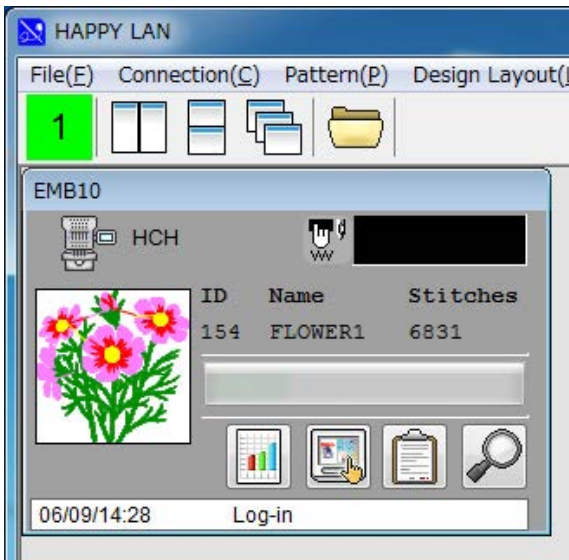 HAPPY LAN
File(F) Connection(C) Pattern(P) Design Layout(
1
EMB10
HCH
ID Name Stitches
154 FLOWER1 6831
06/09/14:28 Log-in